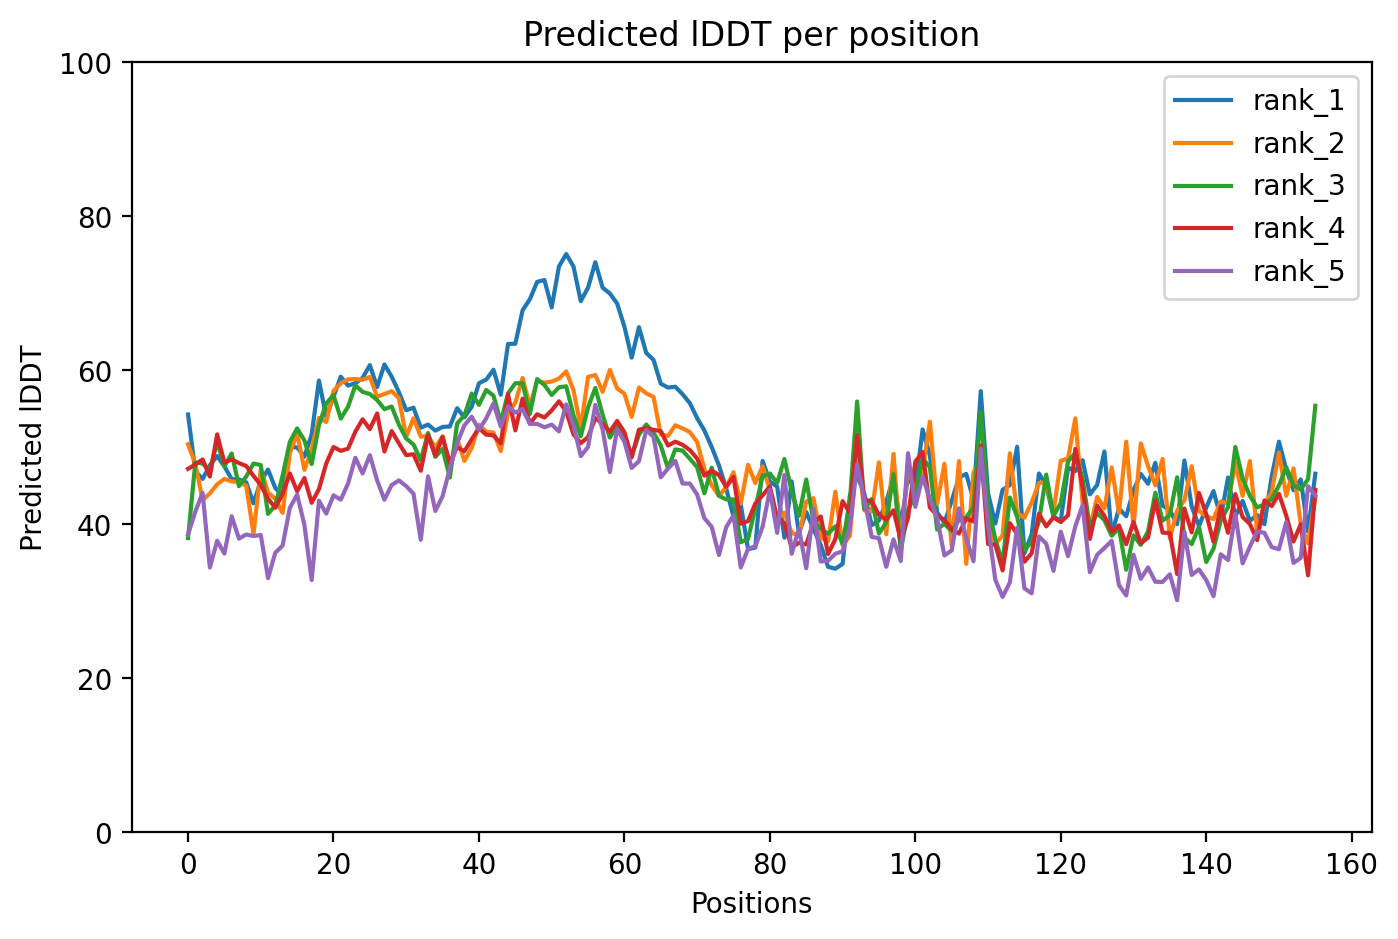 Predicted lDDT per position
100
80
60
40
20
0
Predicted lDDT
rank_1
rank_2
rank_3
rank_4
rank_5
0 20 40 60 80 100 120 140 160
Positions